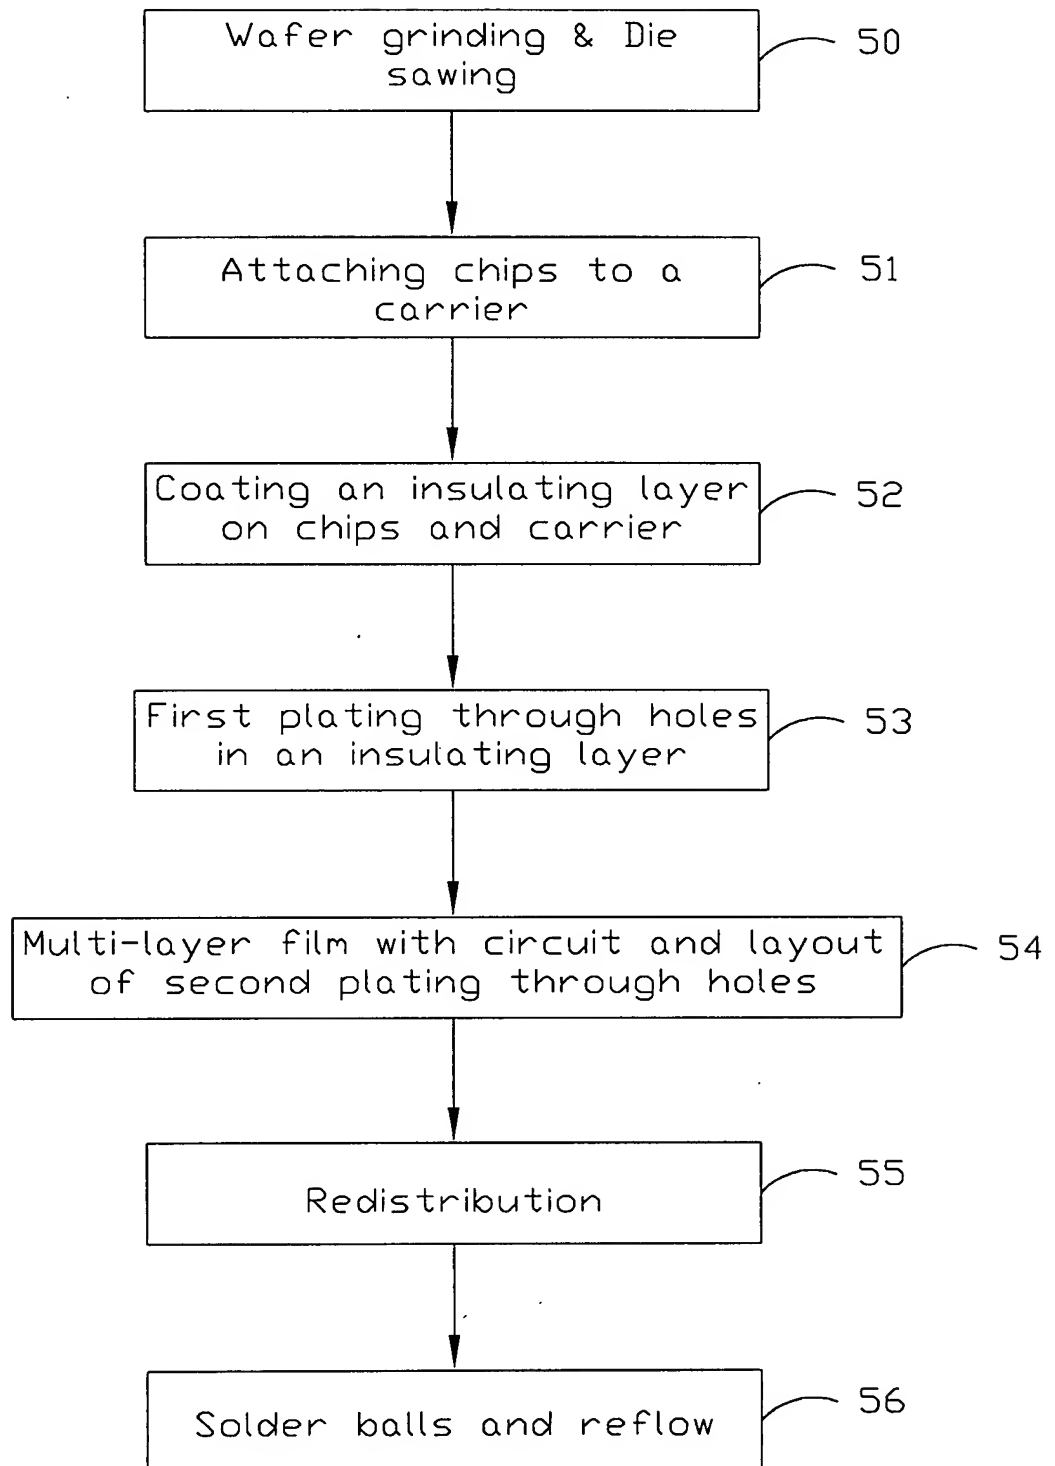 Wafer grinding & Die
sawing
50
Attaching chips to a
carrier
51
Coating an insulating layer
on chips and carrier
52
First plating through holes
in an insulating layer
53
Multi-layer film with circuit and layout
of second plating through holes
54
Redistribution
55
Solder balls and reflow
56